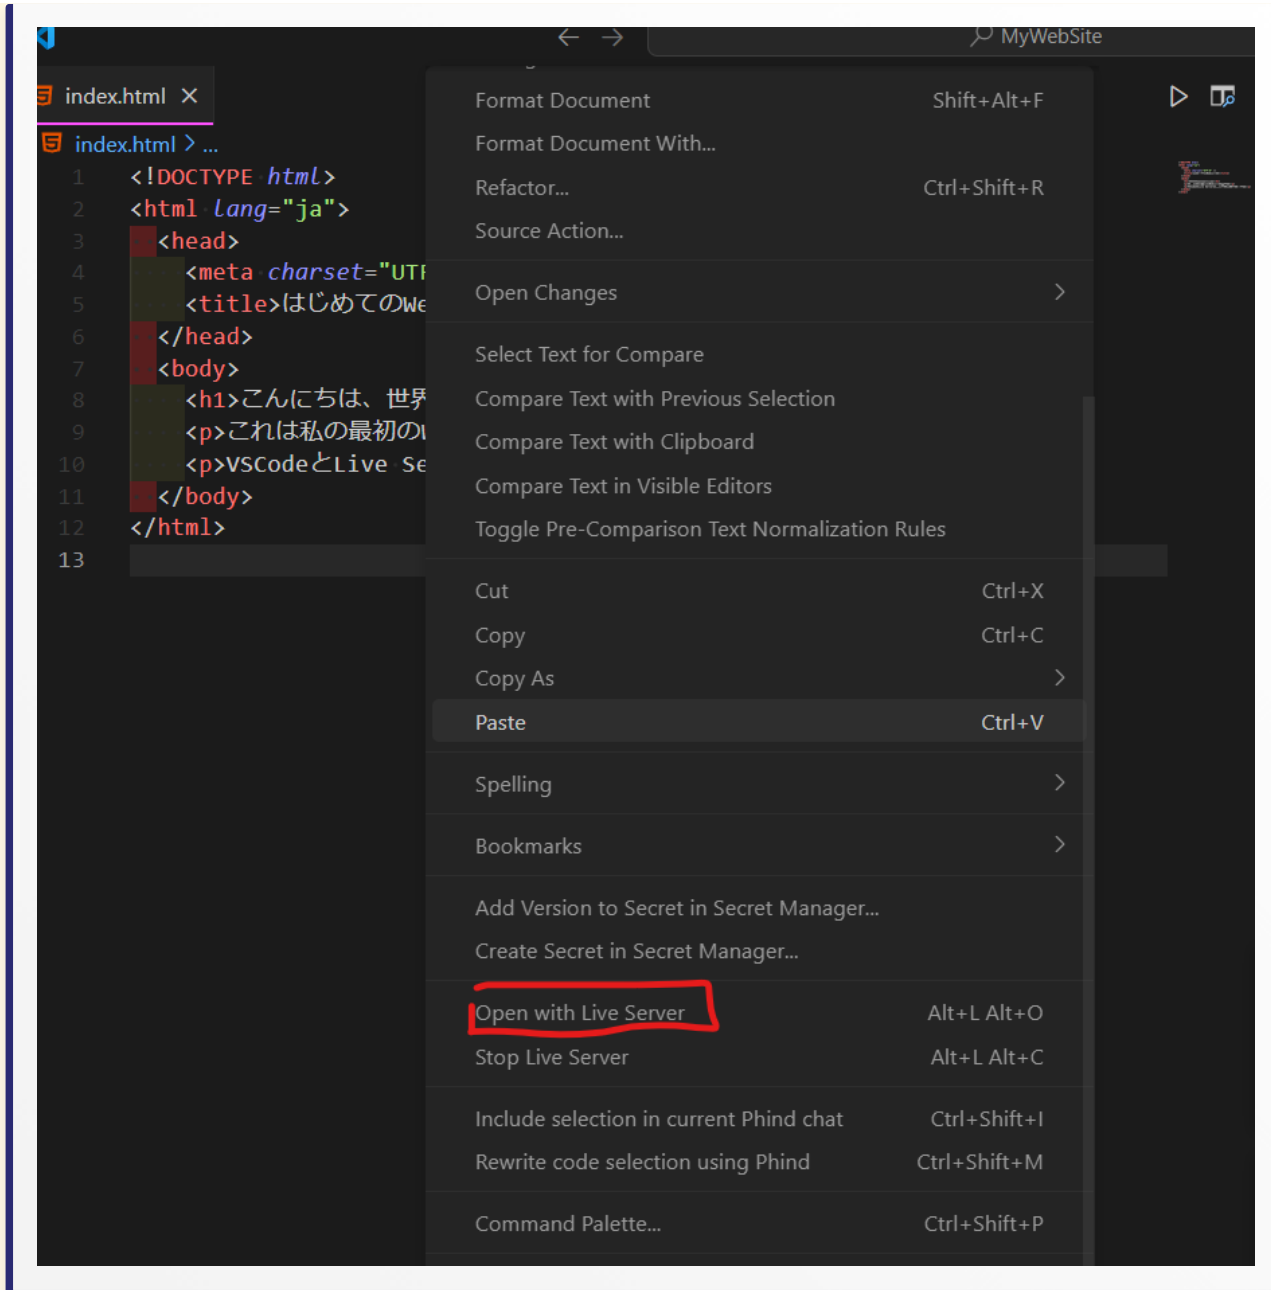 MyWebSite
index.html
index.html > ...
1 <!DOCTYPE html>
2 <html lang="ja">
3 <head>
4 <meta charset="UTF
5 <title>はじめてのWe
6 </head>
7 <body>
8 <h1>こんにちは、世界
9 <p>これは私の最初の
10 <p>VSCodeとLive Se
11 </body>
12 </html>
13
Format Document Shift+Alt+F
Format Document With...
Refactor... Ctrl+Shift+R
Source Action...
Open Changes
Select Text for Compare
Compare Text with Previous Selection
Compare Text with Clipboard
Compare Text in Visible Editors
Toggle Pre-Comparison Text Normalization Rules
Cut Ctrl+X
Copy Ctrl+C
Copy As
Paste Ctrl+V
Spelling
Bookmarks
Add Version to Secret in Secret Manager...
Create Secret in Secret Manager...
Open with Live Server Alt+L Alt+O
Stop Live Server Alt+L Alt+C
Include selection in current Phind chat Ctrl+Shift+I
Rewrite code selection using Phind Ctrl+Shift+M
Command Palette... Ctrl+Shift+P